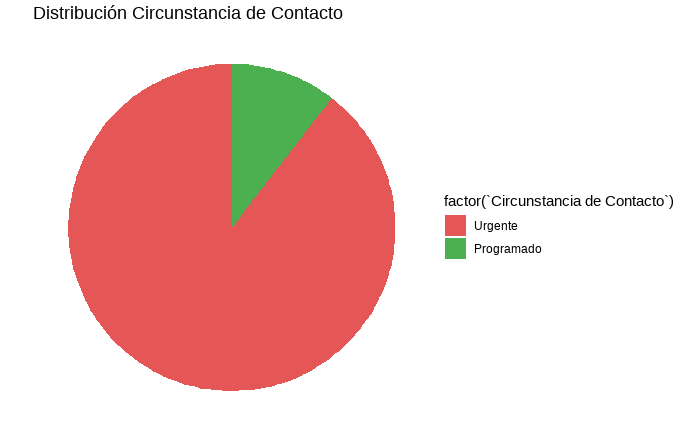 Distribución Circunstancia de Contacto
factor(`Circunstancia de Contacto`)
Urgente
Programado